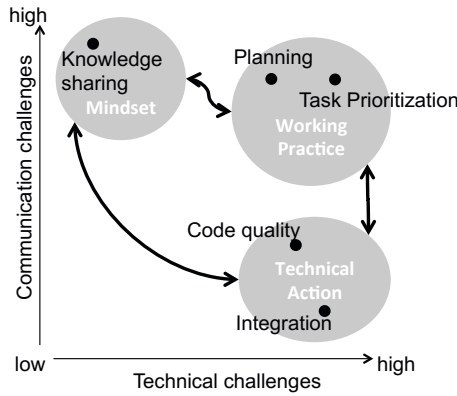 high
Communication challenges
Knowledge
sharing
Mindset
Planning
Task Prioritization
Working
Practice
Code quality
Technical
Action
Integration
low
high
Technical challenges